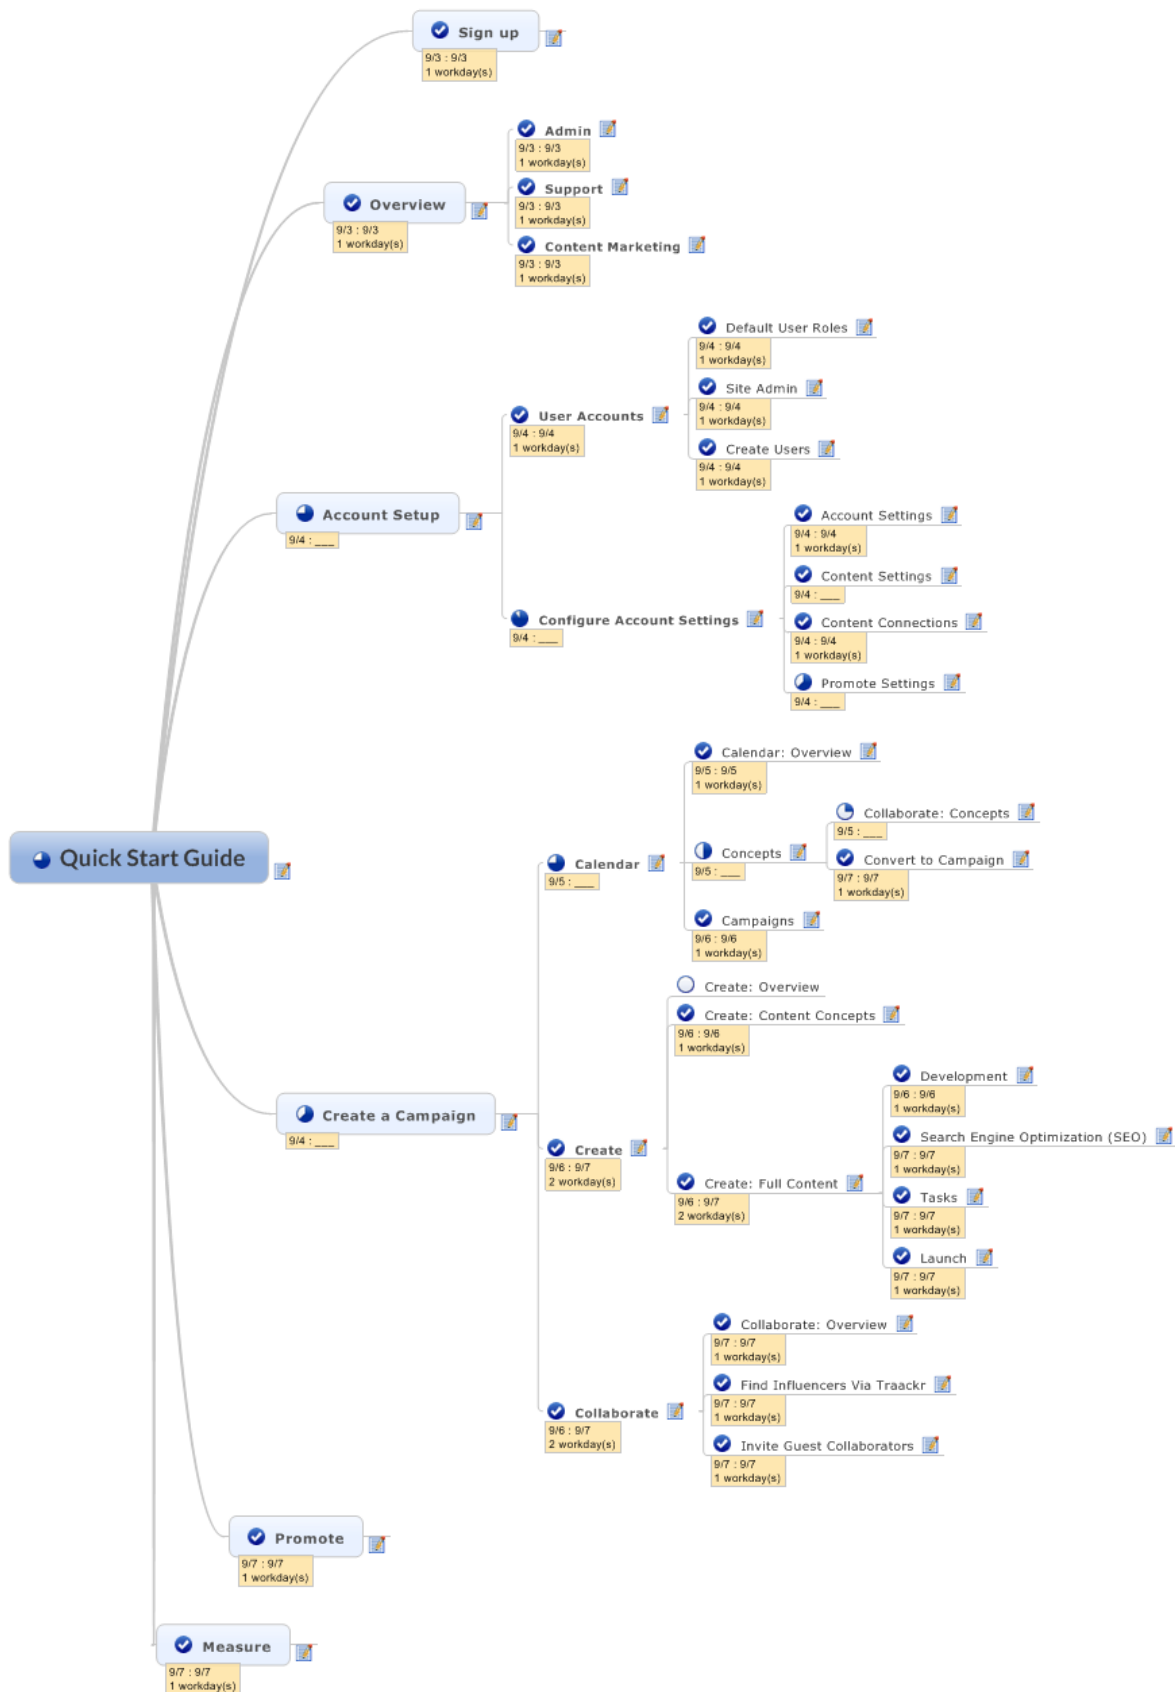 Sign up
9/3 : 9/3
1 workday(s)
Overview
9/3 : 9/3
1 workday(s)
Admin
9/3 : 9/3
1 workday(s)
Support
9/3 : 9/3
1 workday(s)
Content Marketing
9/3 : 9/3
1 workday(s)
Account Setup
9/4 : ___
User Accounts
9/4 : 9/4
1 workday(s)
Default User Roles
9/4 : 9/4
1 workday(s)
Site Admin
9/4 : 9/4
1 workday(s)
Create Users
9/4 : 9/4
1 workday(s)
Configure Account Settings
9/4 : ___
Account Settings
9/4 : 9/4
1 workday(s)
Content Settings
9/4 : ___
Content Connections
9/4 : 9/4
1 workday(s)
Promote Settings
9/4 : ___
Quick Start Guide
Create a Campaign
9/4 : ___
Calendar
9/5 : ___
Calendar: Overview
9/5 : 9/5
1 workday(s)
Concepts
9/5 : ___
Collaborate: Concepts
9/5 : ___
Convert to Campaign
9/7 : 9/7
1 workday(s)
Campaigns
9/6 : 9/6
1 workday(s)
Create
9/6 : 9/7
2 workday(s)
Create: Overview
Create: Content Concepts
9/6 : 9/6
1 workday(s)
Create: Full Content
9/6 : 9/7
2 workday(s)
Development
9/6 : 9/6
1 workday(s)
Search Engine Optimization (SEO)
9/7 : 9/7
1 workday(s)
Tasks
9/7 : 9/7
1 workday(s)
Launch
9/7 : 9/7
1 workday(s)
Collaborate
9/6 : 9/7
2 workday(s)
Collaborate: Overview
9/7 : 9/7
1 workday(s)
Find Influencers Via Traackr
9/7 : 9/7
1 workday(s)
Invite Guest Collaborators
9/7 : 9/7
1 workday(s)
Promote
9/7 : 9/7
1 workday(s)
Measure
9/7 : 9/7
1 workday(s)